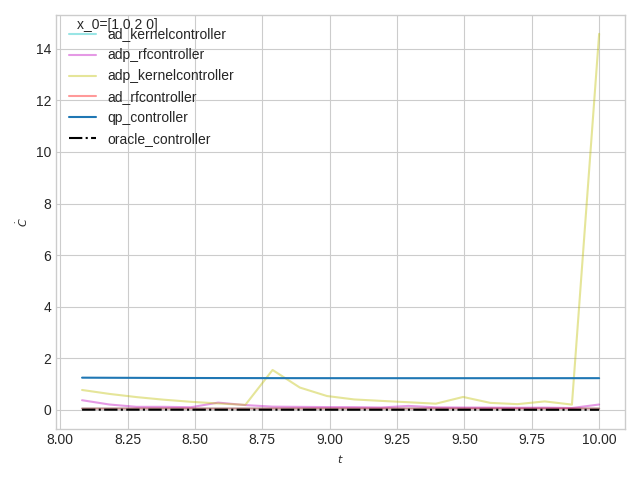 x_0=[1 0 2 0]
ad_kernelcontroller
adp_rfcontroller
adp_kernelcontroller
ad_rfcontroller
qp_controller
oracle_controller
14
12
10
8
6
4
2
0
Ċ
8.00 8.25 8.50 8.75 9.00 9.25 9.50 9.75 10.00
t